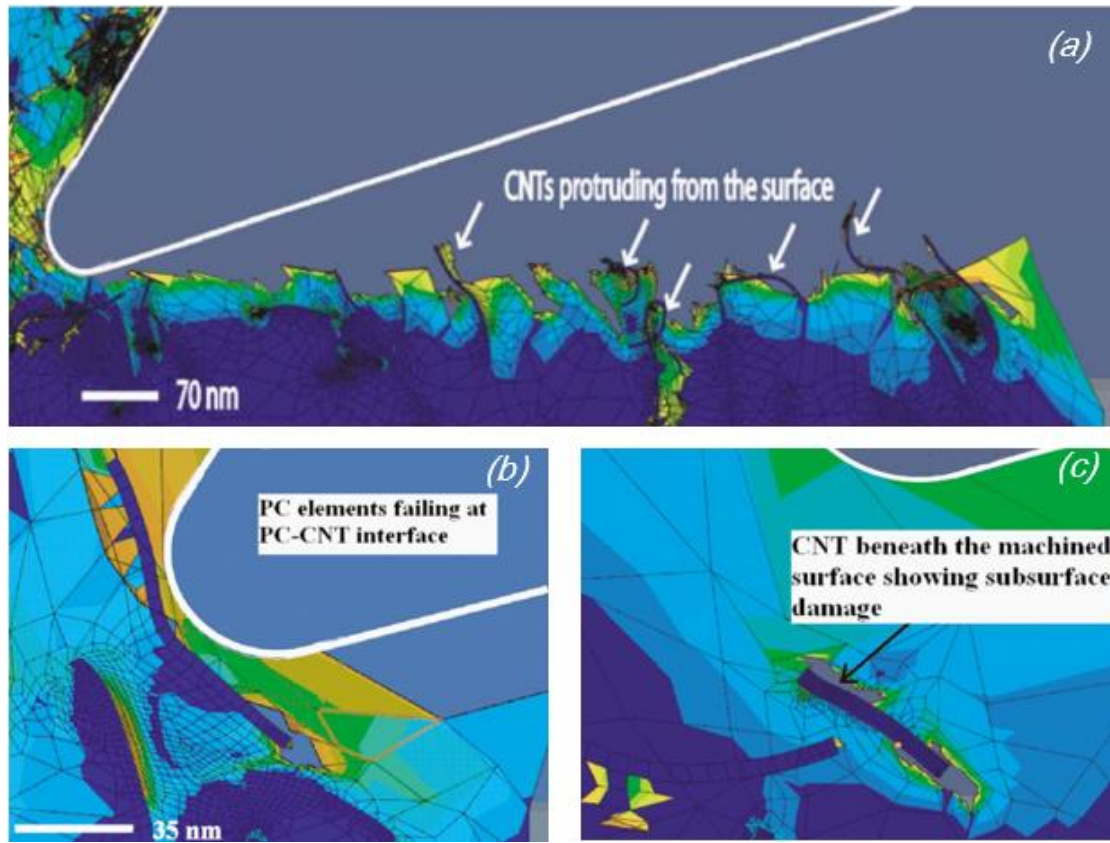 (a)
CNTs protruding from the surface
70 nm
(b)
PC elements failing at
PC-CNT interface
35 nm
(c)
CNT beneath the machined
surface showing subsurface
damage